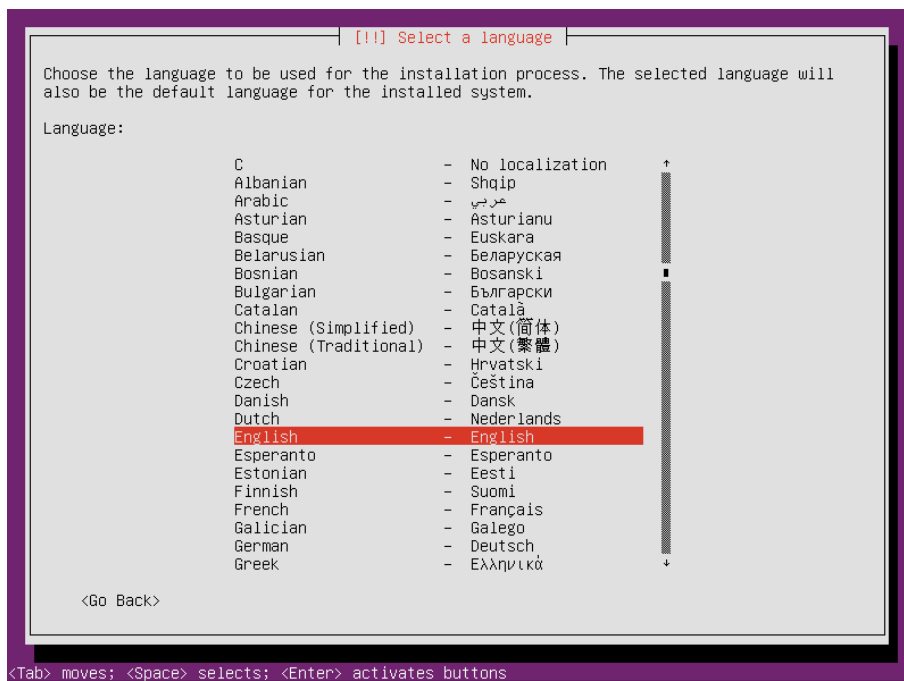 [!!] Select a language
Choose the language to be used for the installation process. The selected language will
also be the default language for the installed system.
Language:
C - No localization
Albanian - Shqip
Arabic - عربي
Asturian - Asturianu
Basque - Euskara
Belarusian - Беларуская
Bosnian - Bosanski
Bulgarian - Български
Catalan - Català
Chinese (Simplified) - 中文(简体)
Chinese (Traditional) - 中文(繁體)
Croatian - Hrvatski
Czech - Čeština
Danish - Dansk
Dutch - Nederlands
English - English
Esperanto - Esperanto
Estonian - Eesti
Finnish - Suomi
French - Français
Galician - Galego
German - Deutsch
Greek - Ελληνικά
<Go Back>
<Tab> moves; <Space> selects; <Enter> activates buttons